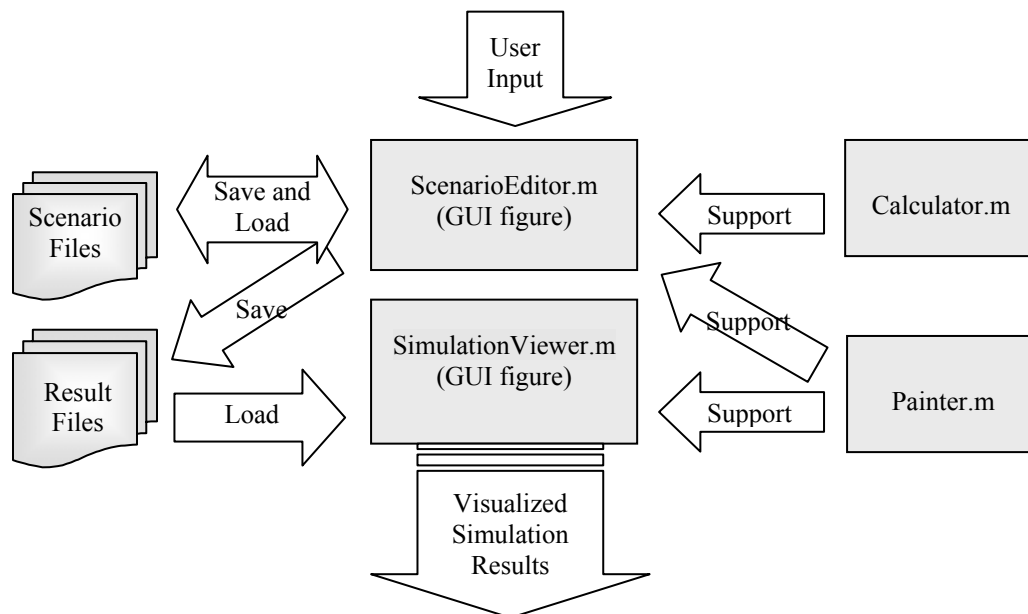 User
Input
Save and
Load
ScenarioEditor.m
(GUI figure)
Support
Calculator.m
Scenario
Files
Save
Support
SimulationViewer.m
(GUI figure)
Result
Files
Load
Support
Painter.m
Visualized
Simulation
Results